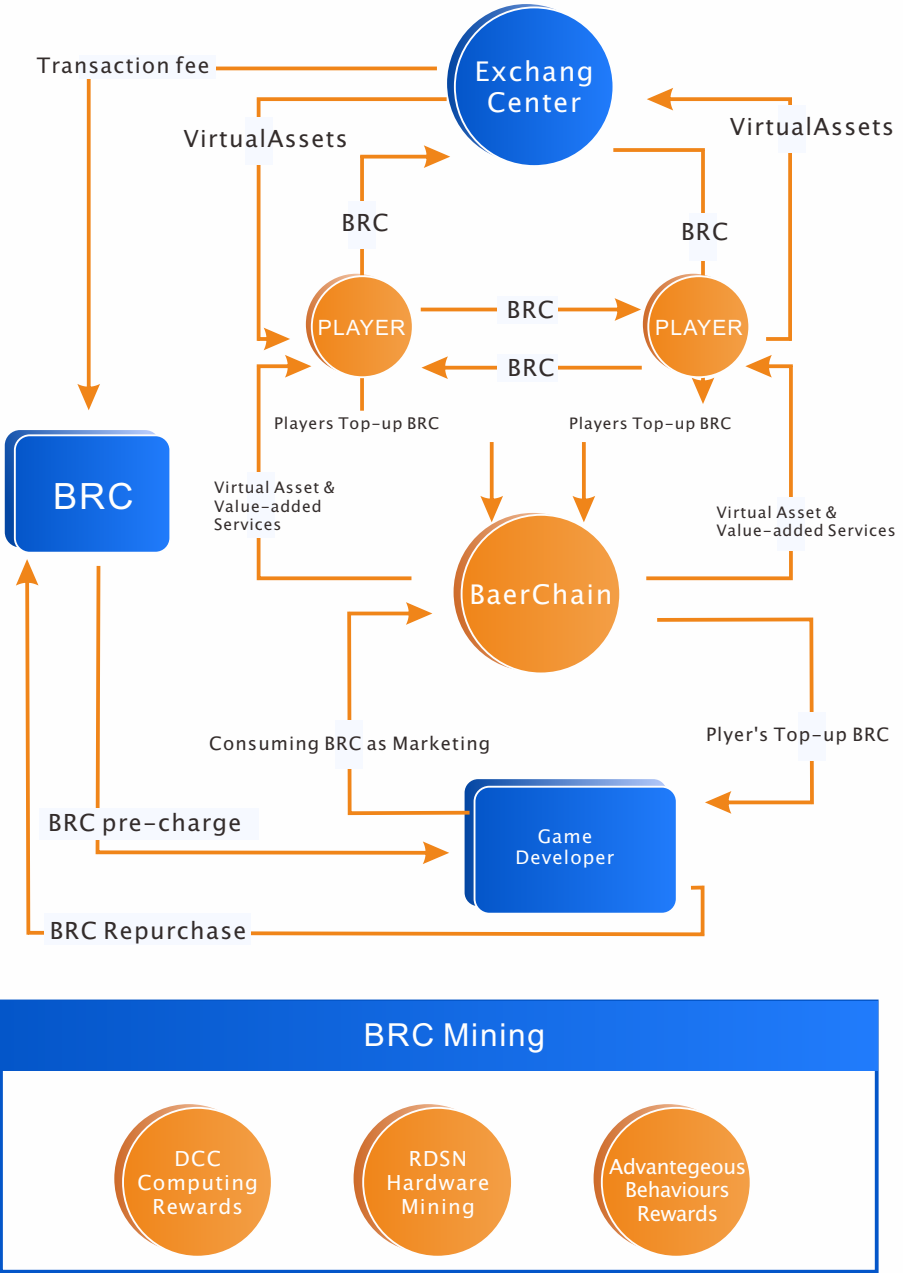 Exchang
Center
Transaction fee
VirtualAssets
VirtualAssets
BRC
BRC
PLAYER
BRC
PLAYER
BRC
Players Top-up BRC
Players Top-up BRC
BRC
Virtual Asset &
Value-added
Services
Virtual Asset &
Value-added Services
BaerChain
Consuming BRC as Marketing
Plyer's Top-up BRC
BRC pre-charge
Game
Developer
BRC Repurchase
BRC Mining
DCC
Computing
Rewards
RDSN
Hardware
Mining
Advantegeous
Behaviours
Rewards